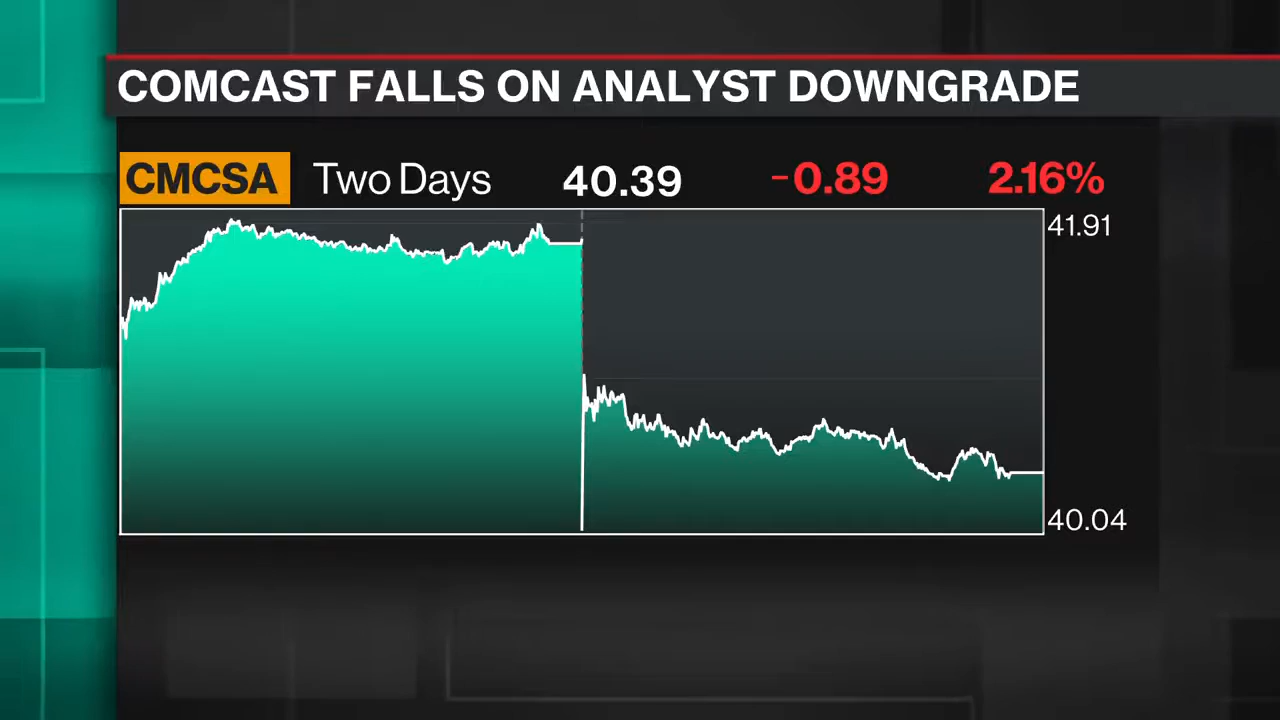 COMCAST FALLS ON ANALYST DOWNGRADE
CMCSA Two Days 40.39 -0.89 2.16%
41.91
40.04